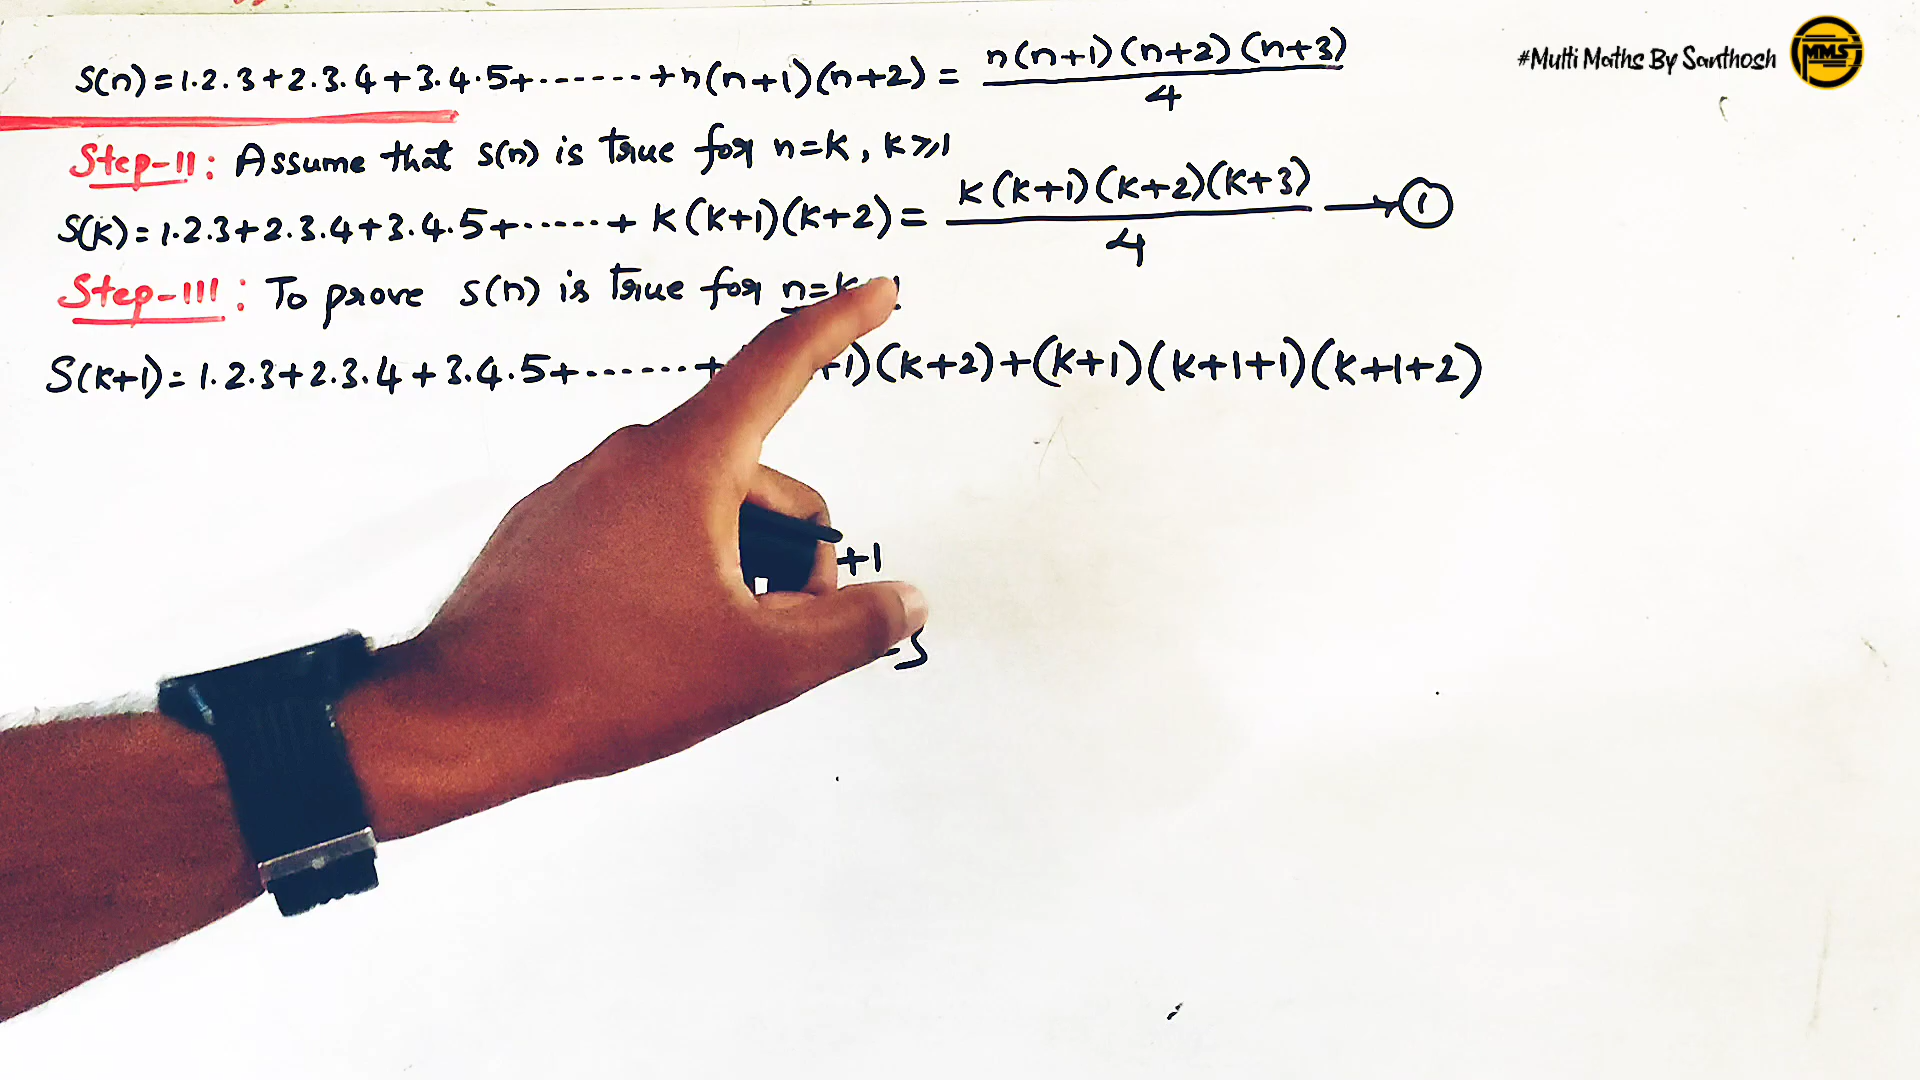 #Multi Maths By Santhosh
MMS
S(n) = 1.2.3 + 2.3.4 + 3.4.5 + ....... + n(n+1)(n+2) = n(n+1)(n+2)(n+3) / 4
Step-II: Assume that S(n) is true for n=k, k≥1
S(k) = 1.2.3 + 2.3.4 + 3.4.5 + ...... + k(k+1)(k+2) = k(k+1)(k+2)(k+3) / 4 → 1
Step-III: To prove S(n) is true for n=k
S(k+1) = 1.2.3 + 2.3.4 + 3.4.5 + ....... + +1)(k+2) + (k+1)(k+1+1)(k+1+2)
+1